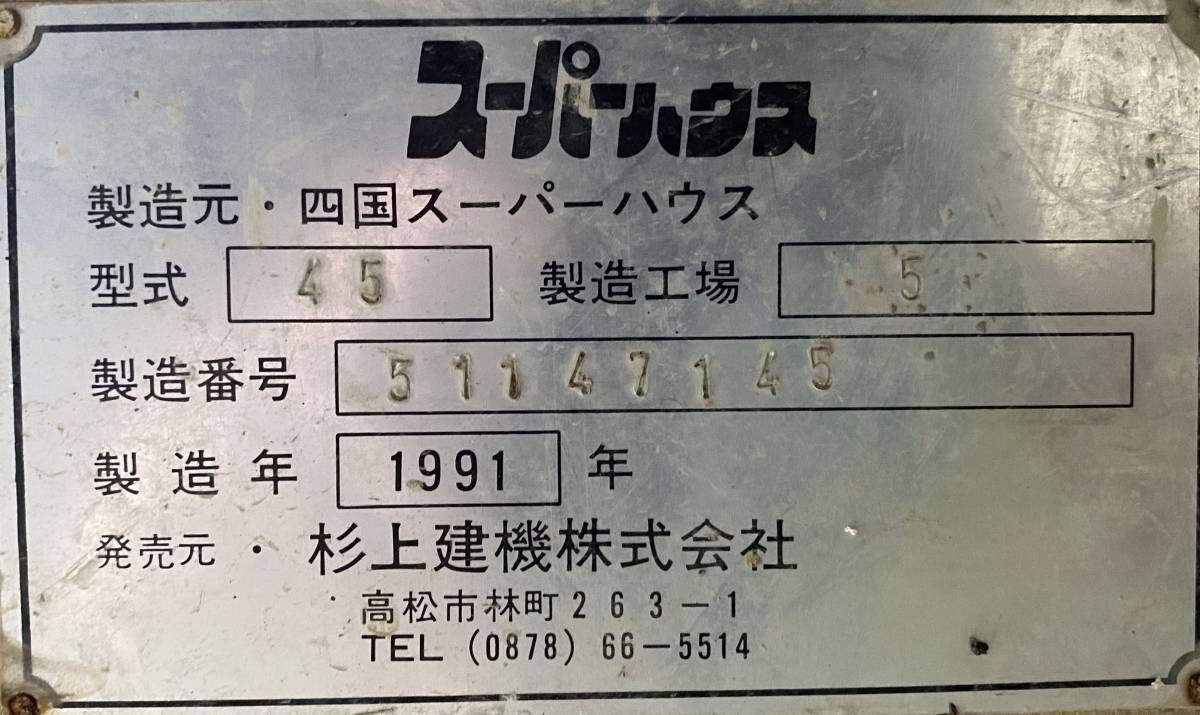 スーパーハウス
製造元・四国スーパーハウス
型式 45 製造工場 5
製造番号 51147145
製造年 1991 年
発売元・杉上建機株式会社
高松市林町263－1
TEL (0878) 66－5514